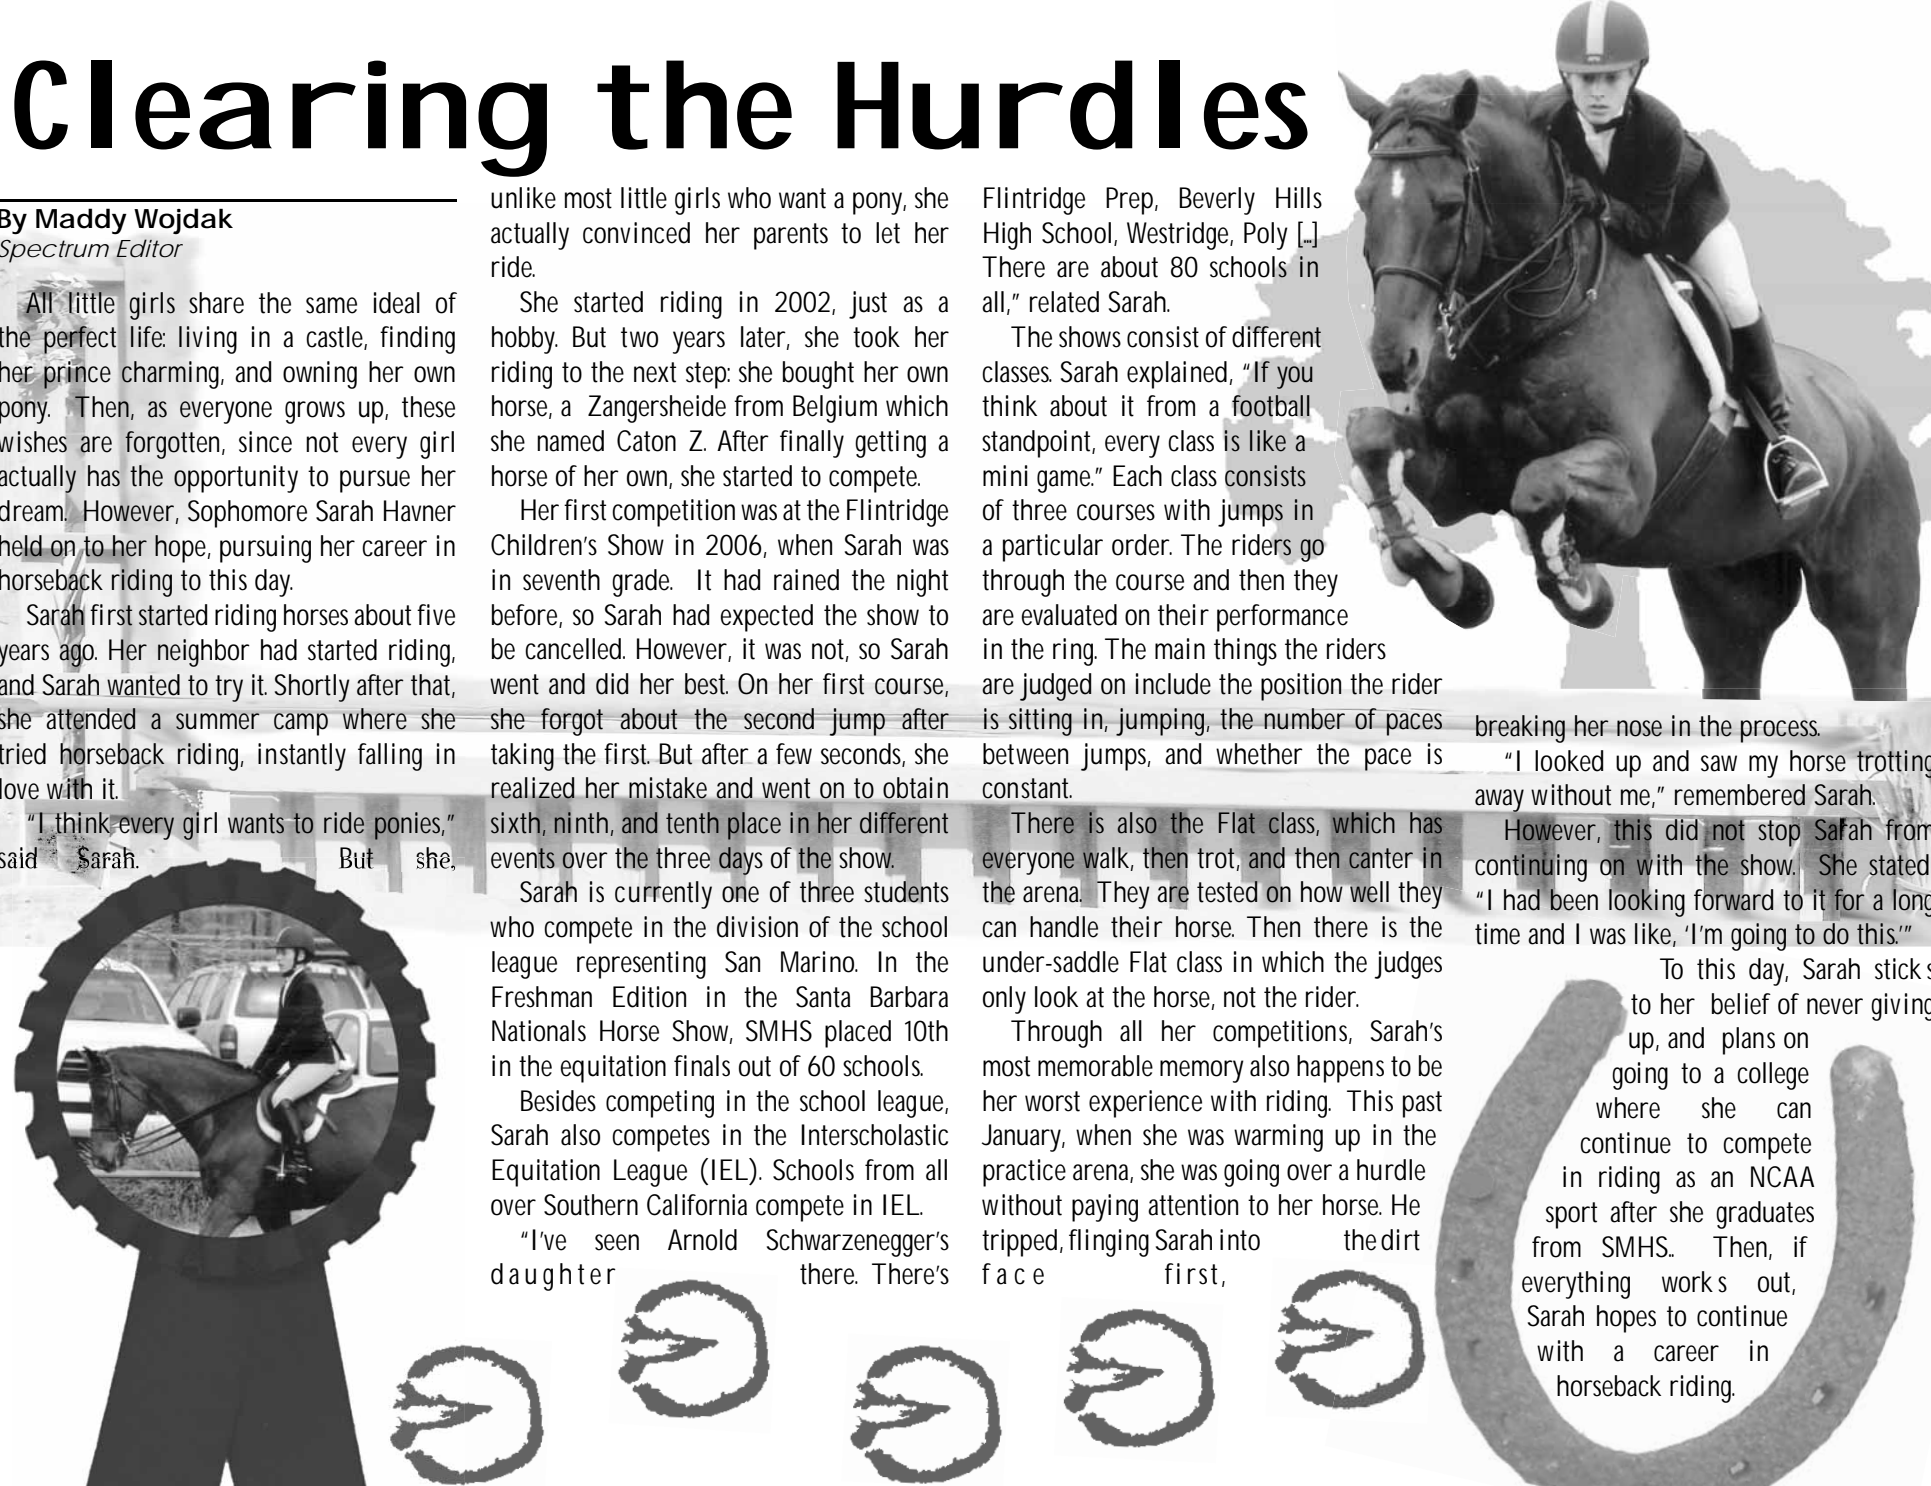 Clearing the Hurdles
By Maddy Wojdak
Spectrum Editor
All little girls share the same ideal of
the perfect life: living in a castle, finding
her prince charming, and owning her own
pony. Then, as everyone grows up, these
wishes are forgotten, since not every girl
actually has the opportunity to pursue her
dream. However, Sophomore Sarah Havner
held on to her hope, pursuing her career in
horseback riding to this day.
Sarah first started riding horses about five
years ago. Her neighbor had started riding,
and Sarah wanted to try it. Shortly after that,
she attended a summer camp where she
tried horseback riding, instantly falling in
love with it.
"I think every girl wants to ride ponies,"
said Sarah. But she,
unlike most little girls who want a pony, she
actually convinced her parents to let her
ride.
She started riding in 2002, just as a
hobby. But two years later, she took her
riding to the next step: she bought her own
horse, a Zangersheide from Belgium which
she named Caton Z. After finally getting a
horse of her own, she started to compete.
Her first competition was at the Flintridge
Children's Show in 2006, when Sarah was
in seventh grade. It had rained the night
before, so Sarah had expected the show to
be cancelled. However, it was not, so Sarah
went and did her best. On her first course,
she forgot about the second jump after
taking the first. But after a few seconds, she
realized her mistake and went on to obtain
sixth, ninth, and tenth place in her different
events over the three days of the show.
Sarah is currently one of three students
who compete in the division of the school
league representing San Marino. In the
Freshman Edition in the Santa Barbara
Nationals Horse Show, SMHS placed 10th
in the equitation finals out of 60 schools.
Besides competing in the school league,
Sarah also competes in the Interscholastic
Equitation League (IEL). Schools from all
over Southern California compete in IEL.
"I've seen Arnold Schwarzenegger's
daughter there. There's
Flintridge Prep, Beverly Hills
High School, Westridge, Poly [...]
There are about 80 schools in
all," related Sarah.
The shows consist of different
classes. Sarah explained, "If you
think about it from a football
standpoint, every class is like a
mini game." Each class consists
of three courses with jumps in
a particular order. The riders go
through the course and then they
are evaluated on their performance
in the ring. The main things the riders
are judged on include the position the rider
is sitting in, jumping, the number of paces
between jumps, and whether the pace is
constant.
There is also the Flat class, which has
everyone walk, then trot, and then canter in
the arena. They are tested on how well they
can handle their horse. Then there is the
under-saddle Flat class in which the judges
only look at the horse, not the rider.
Through all her competitions, Sarah's
most memorable memory also happens to be
her worst experience with riding. This past
January, when she was warming up in the
practice arena, she was going over a hurdle
without paying attention to her horse. He
tripped, flinging Sarah into the dirt
face first,
breaking her nose in the process.
"I looked up and saw my horse trotting
away without me," remembered Sarah.
However, this did not stop Sarah from
continuing on with the show. She stated
"I had been looking forward to it for a long
time and I was like, 'I'm going to do this.'"
To this day, Sarah sticks
to her belief of never giving
up, and plans on
going to a college
where she can
continue to compete
in riding as an NCAA
sport after she graduates
from SMHS.. Then, if
everything works out,
Sarah hopes to continue
with a career in
horseback riding.